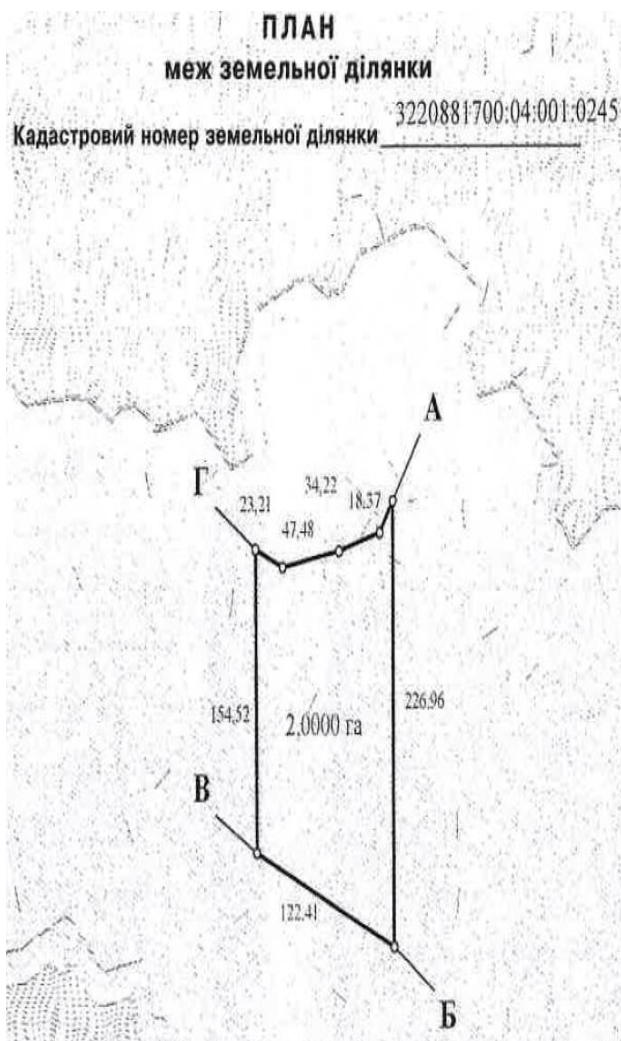 ПЛАН
меж земельної ділянки
Кадастровий номер земельної ділянки 3220881700:04:001:0245
А
Г
34,22
23,21
18,37
47,48
154,52
2,0000 га
226,96
В
122,41
Б